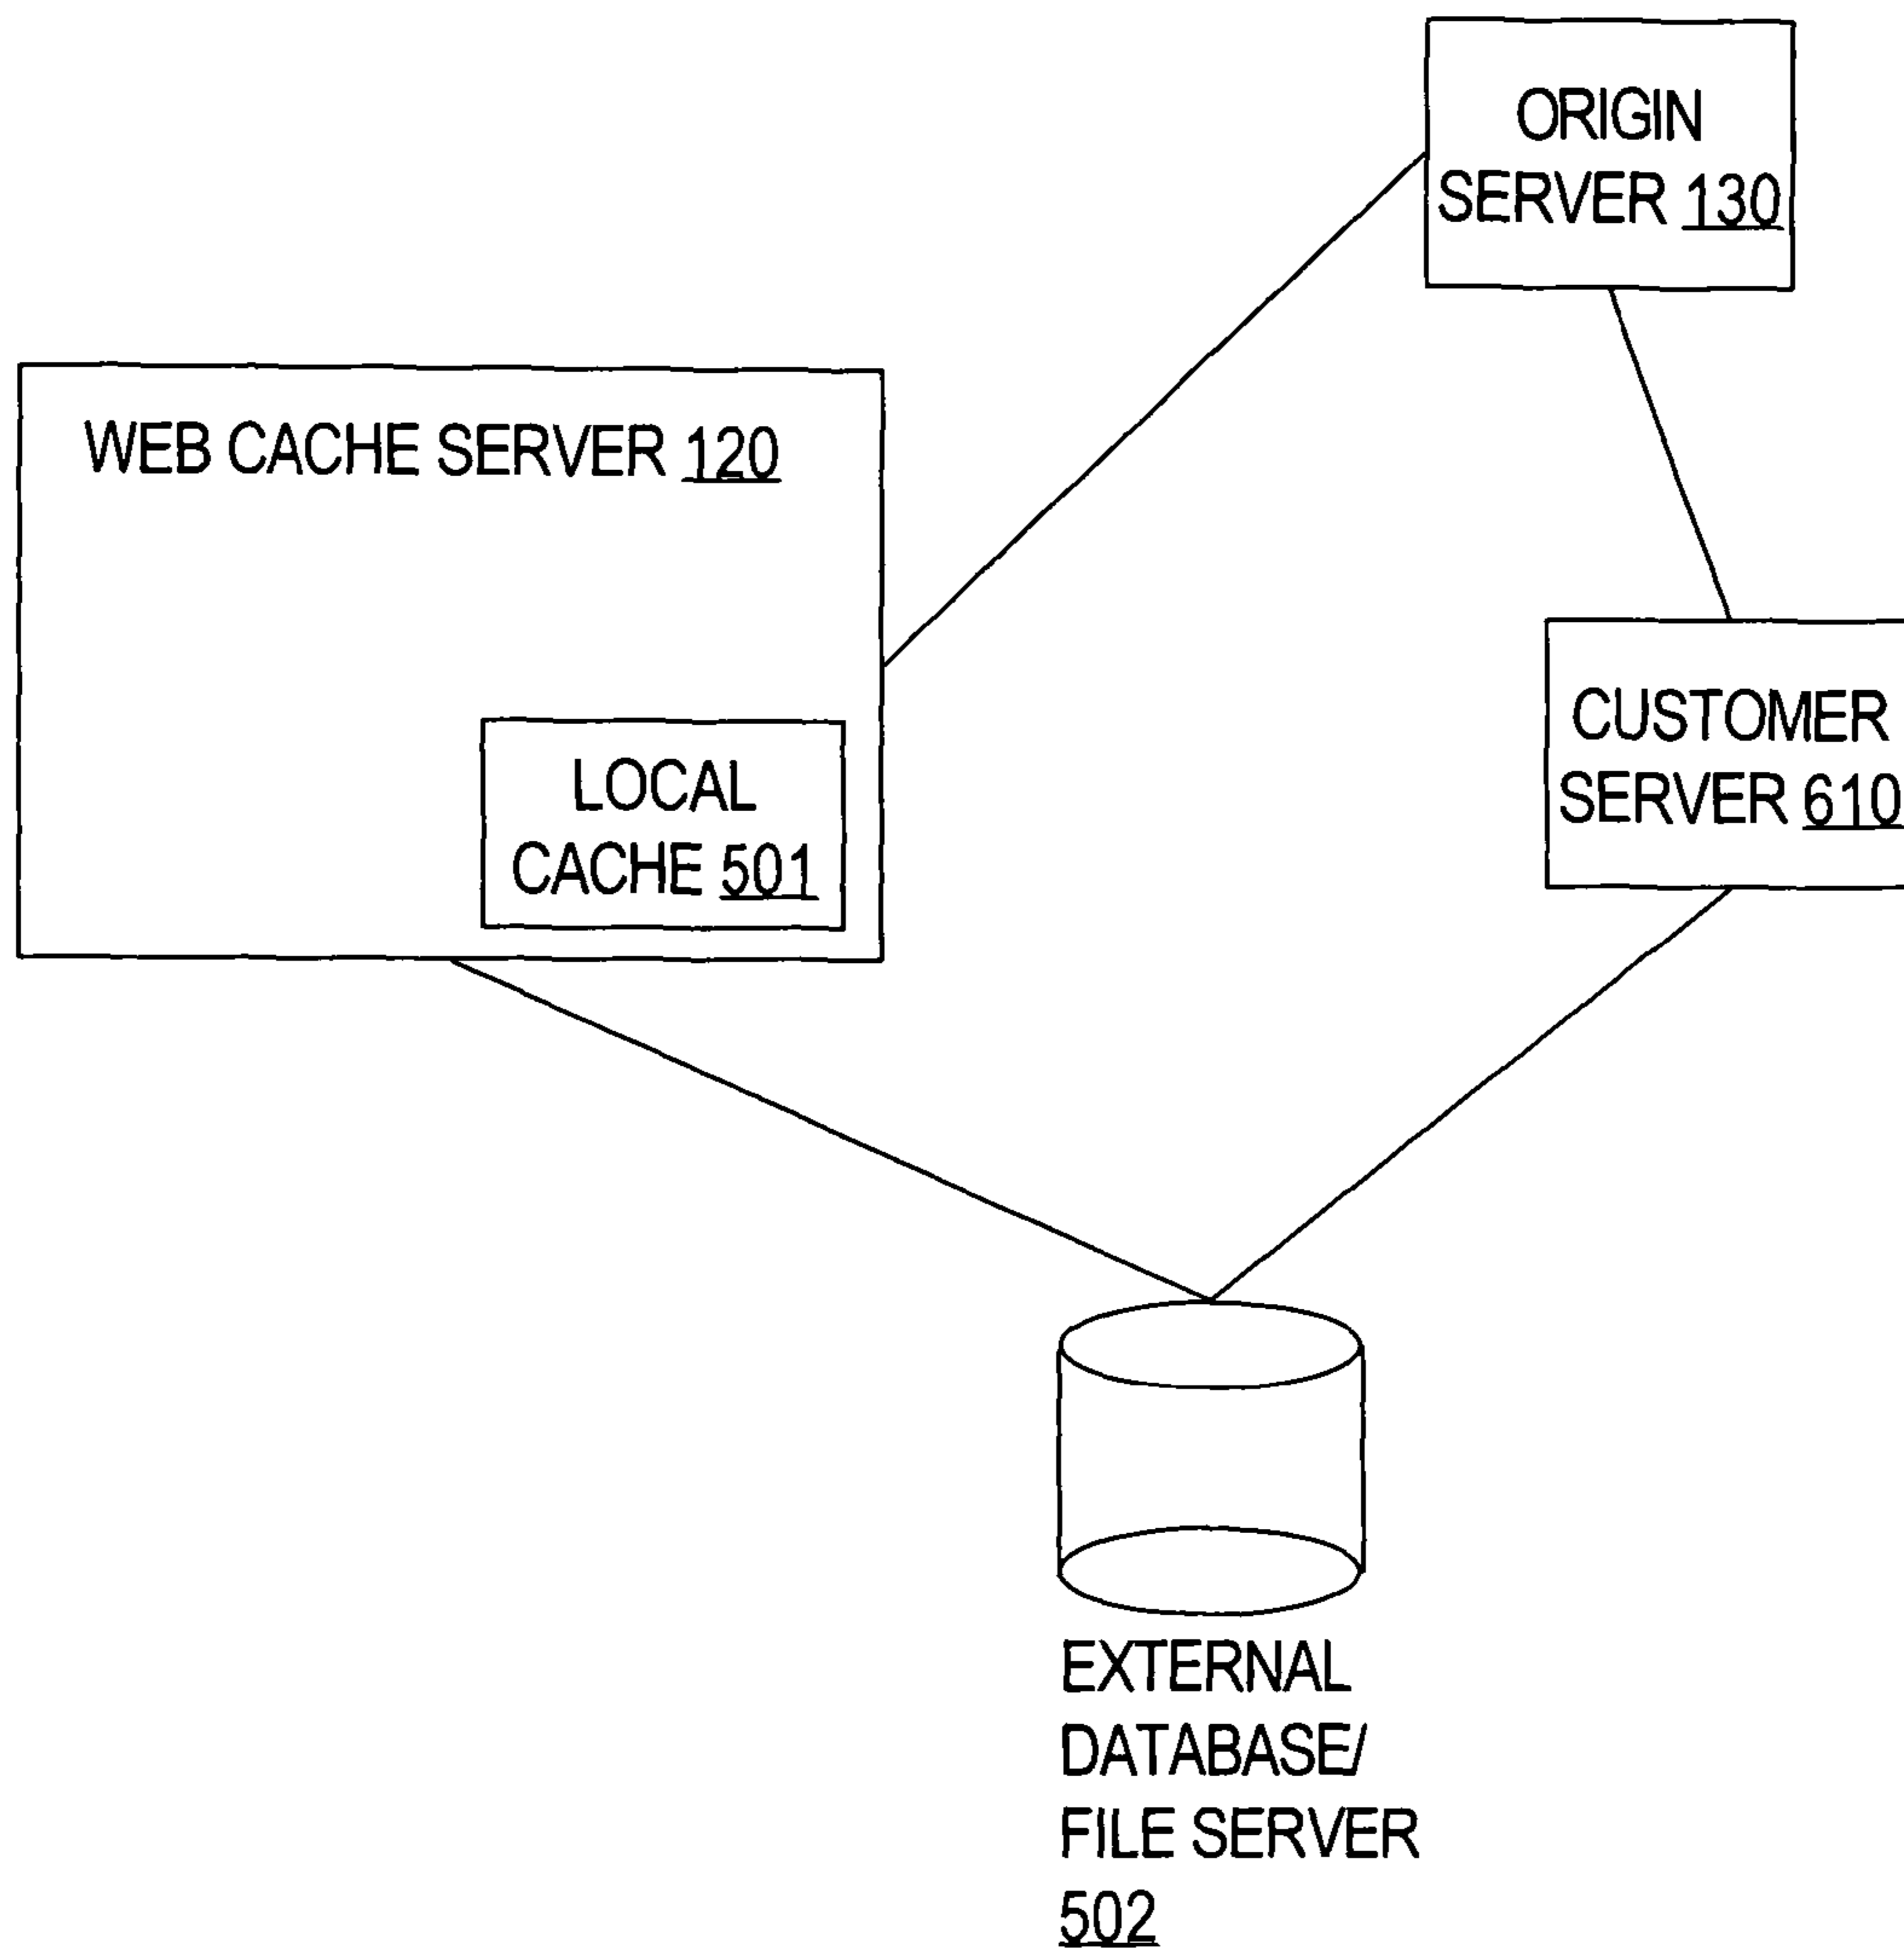 ORIGIN
SERVER 130
WEB CACHE SERVER 120
CUSTOMER
SERVER 610
LOCAL
CACHE 501
EXTERNAL
DATABASE/
FILE SERVER
502